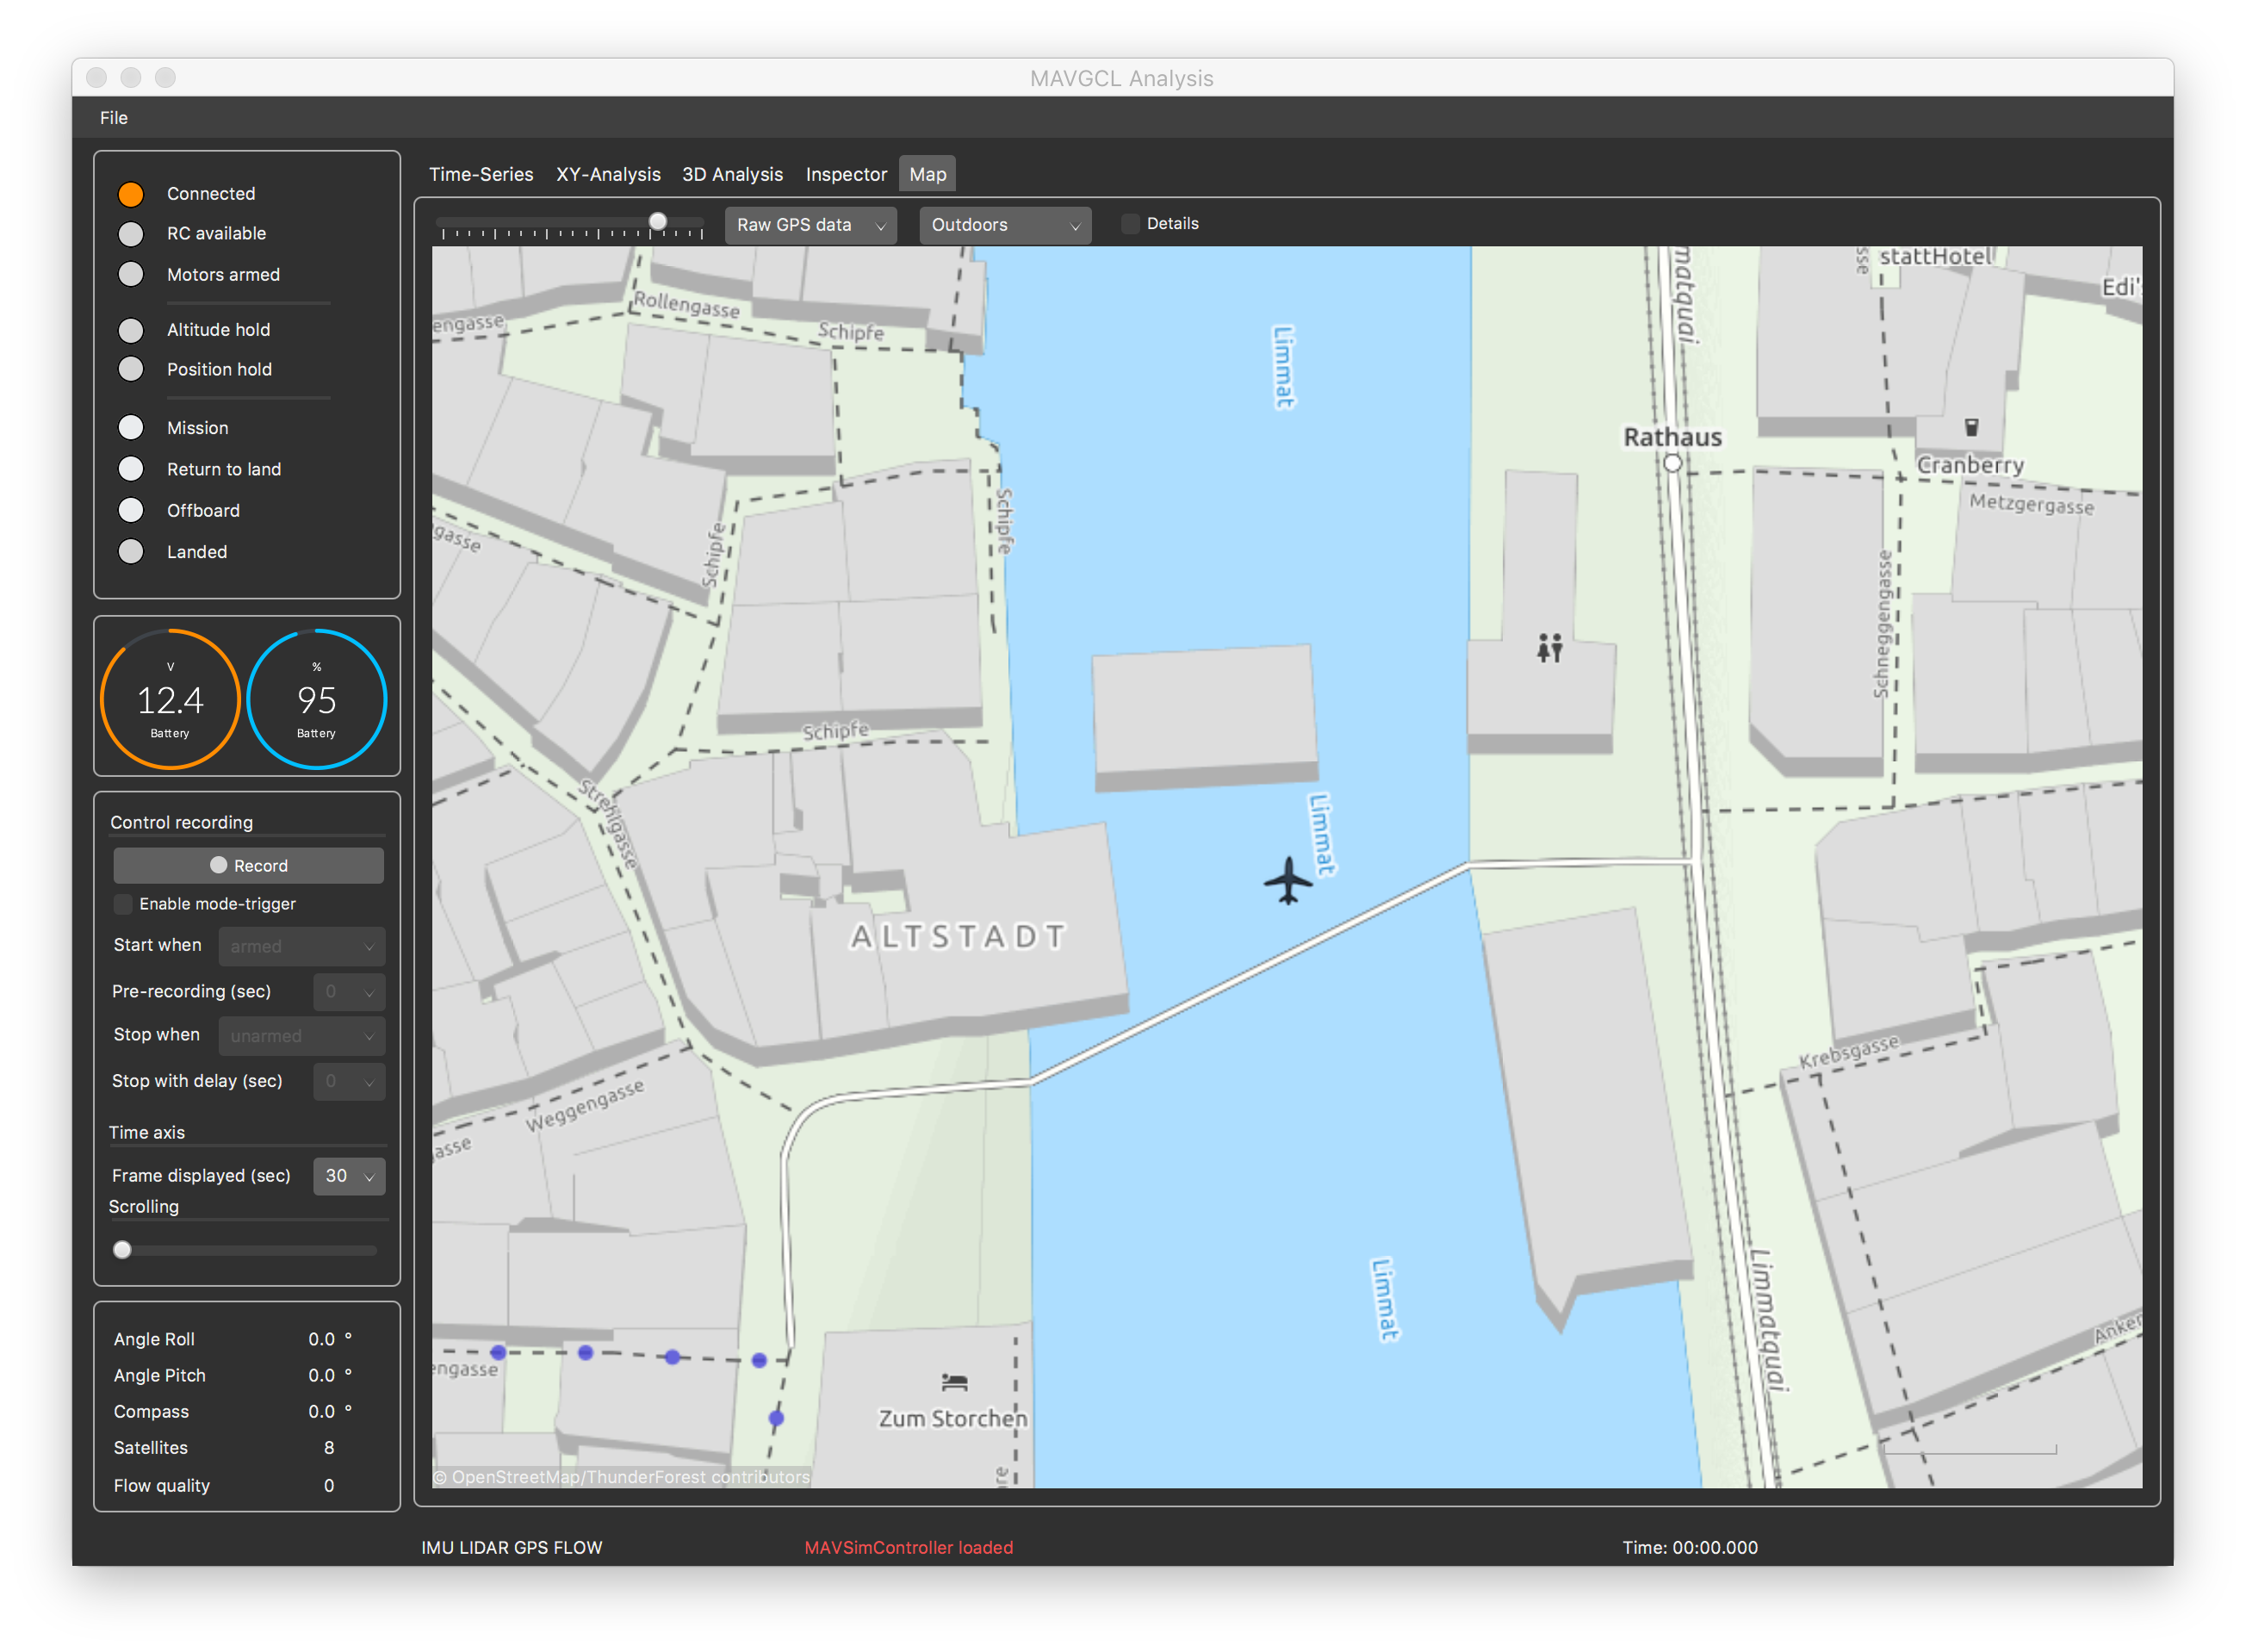 MAVGCL Analysis
File
Connected
RC available
Motors armed
Altitude hold
Position hold
Mission
Return to land
Offboard
Landed
V
12.4
Battery
%
95
Battery
Control recording
Record
Enable mode-trigger
Start when armed
Pre-recording (sec) 0
Stop when unarmed
Stop with delay (sec) 0
Time axis
Frame displayed (sec) 30
Scrolling
Angle Roll 0.0 °
Angle Pitch 0.0 °
Compass 0.0 °
Satellites 8
Flow quality 0
Time-Series XY-Analysis 3D Analysis Inspector Map
Raw GPS data Outdoors Details
Rollengasse
engasse
Schipfe
Limmat
matquai
sse
stattHotel
Edi's
Rathaus
Cranberry
Metzgergasse
gasse
Schipfe
Schipfe
Schneggengasse
Schipfe
Strehlgasse
Limmat
ALTSTADT
Krebsgasse
Weggengasse
asse
Limmat
Limmatquai
Anker
engasse
Zum Storchen
re
© OpenStreetMap/ThunderForest contributors
IMU LIDAR GPS FLOW MAVSimController loaded Time: 00:00.000